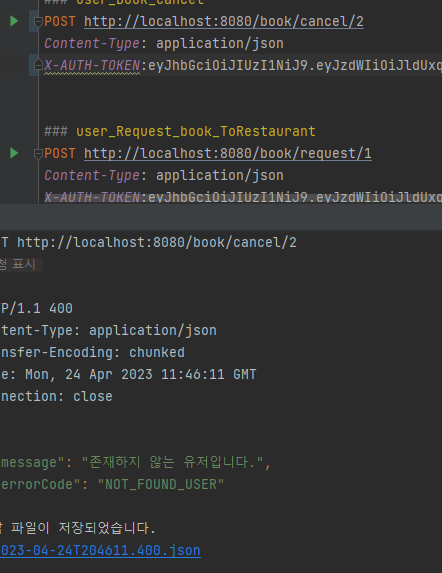 ### user_book_cancel
POST http://localhost:8080/book/cancel/2
Content-Type: application/json
X-AUTH-TOKEN:eyJhbGciOiJIUzI1NiJ9.eyJzdWIiOiJldUxq
### user_Request_book_ToRestaurant
POST http://localhost:8080/book/request/1
Content-Type: application/json
X-AUTH-TOKEN:eyJhbGciOiJIUzI1NiJ9.eyJzdWIiOiJldUxq
T http://localhost:8080/book/cancel/2
청 표시
P/1.1 400
tent-Type: application/json
nsfer-Encoding: chunked
e: Mon, 24 Apr 2023 11:46:11 GMT
nection: close
message": "존재하지 않는 유저입니다.",
errorCode": "NOT_FOUND_USER"
파일이 저장되었습니다.
023-04-24T204611.400.json